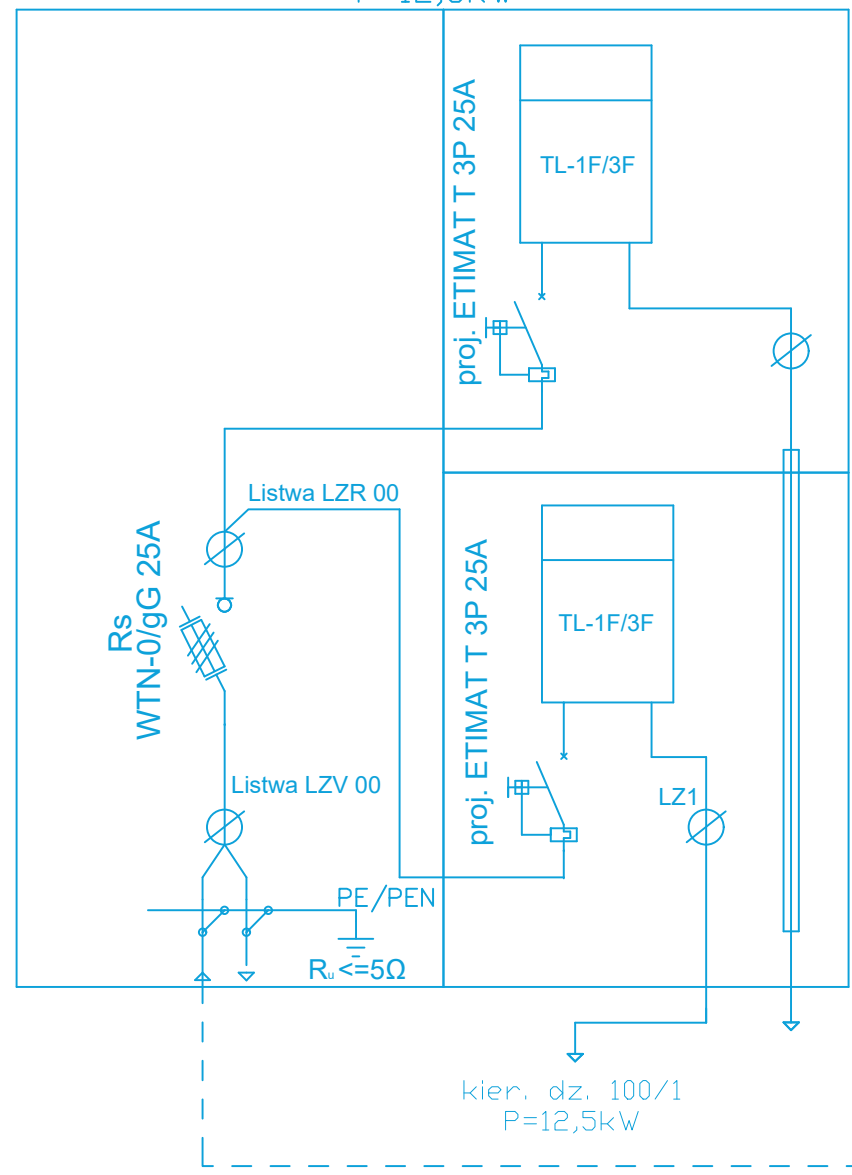 proj. ETIMAT T 3P 25A
TL-1F/3F
Listwa LZR 00
Rs
WTN-0/gG 25A
proj. ETIMAT T 3P 25A
TL-1F/3F
Listwa LZV 00
LZ1
PE/PEN
Ru <=5Ω
kier. dz. 100/1
P=12,5kW